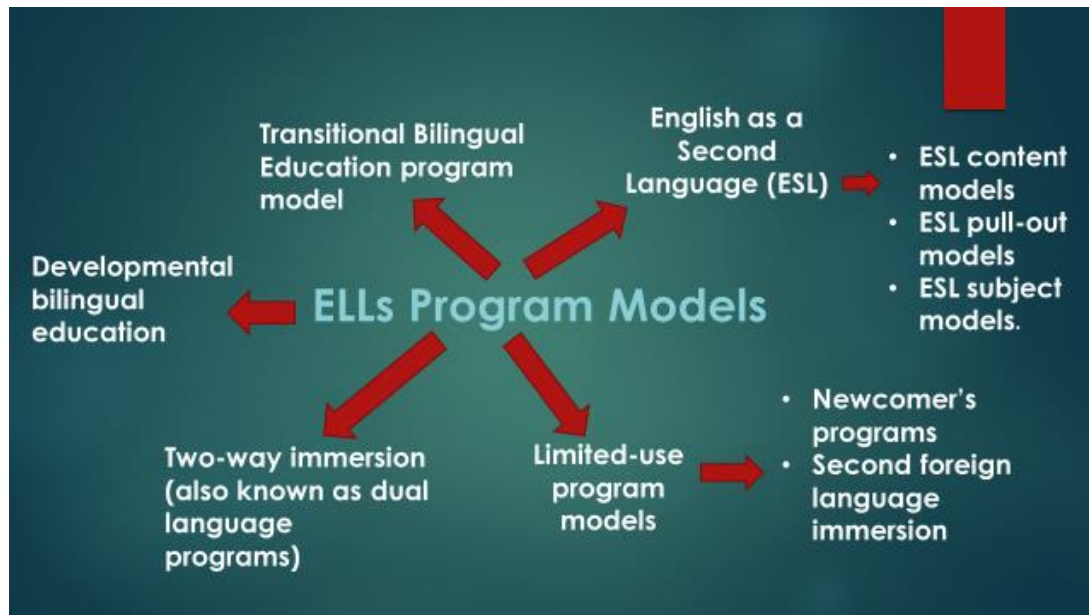 Transitional Bilingual
Education program
model
English as a
Second
Language (ESL)
• ESL content
models
• ESL pull-out
models
• ESL subject
models.
Developmental
bilingual
education
ELLs Program Models
Two-way immersion
(also known as dual
language
programs)
Limited-use
program
models
• Newcomer's
programs
• Second foreign
language
immersion